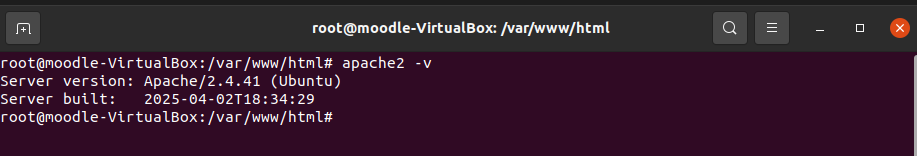 root@moodle-VirtualBox: /var/www/html
root@moodle-VirtualBox:/var/www/html# apache2 -v
Server version: Apache/2.4.41 (Ubuntu)
Server built:   2025-04-02T18:34:29
root@moodle-VirtualBox:/var/www/html#